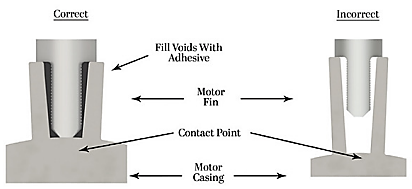 Correct
Incorrect
Fill Voids With
Adhesive
Motor
Fin
Contact Point
Motor
Casing